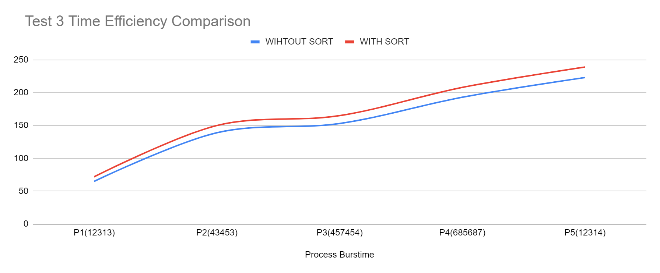 Test 3 Time Efficiency Comparison
WIHTOUT SORT WITH SORT
250
200
150
100
50
0
P1(12313) P2(43453) P3(457454) P4(685687) P5(12314)
Process Burstime